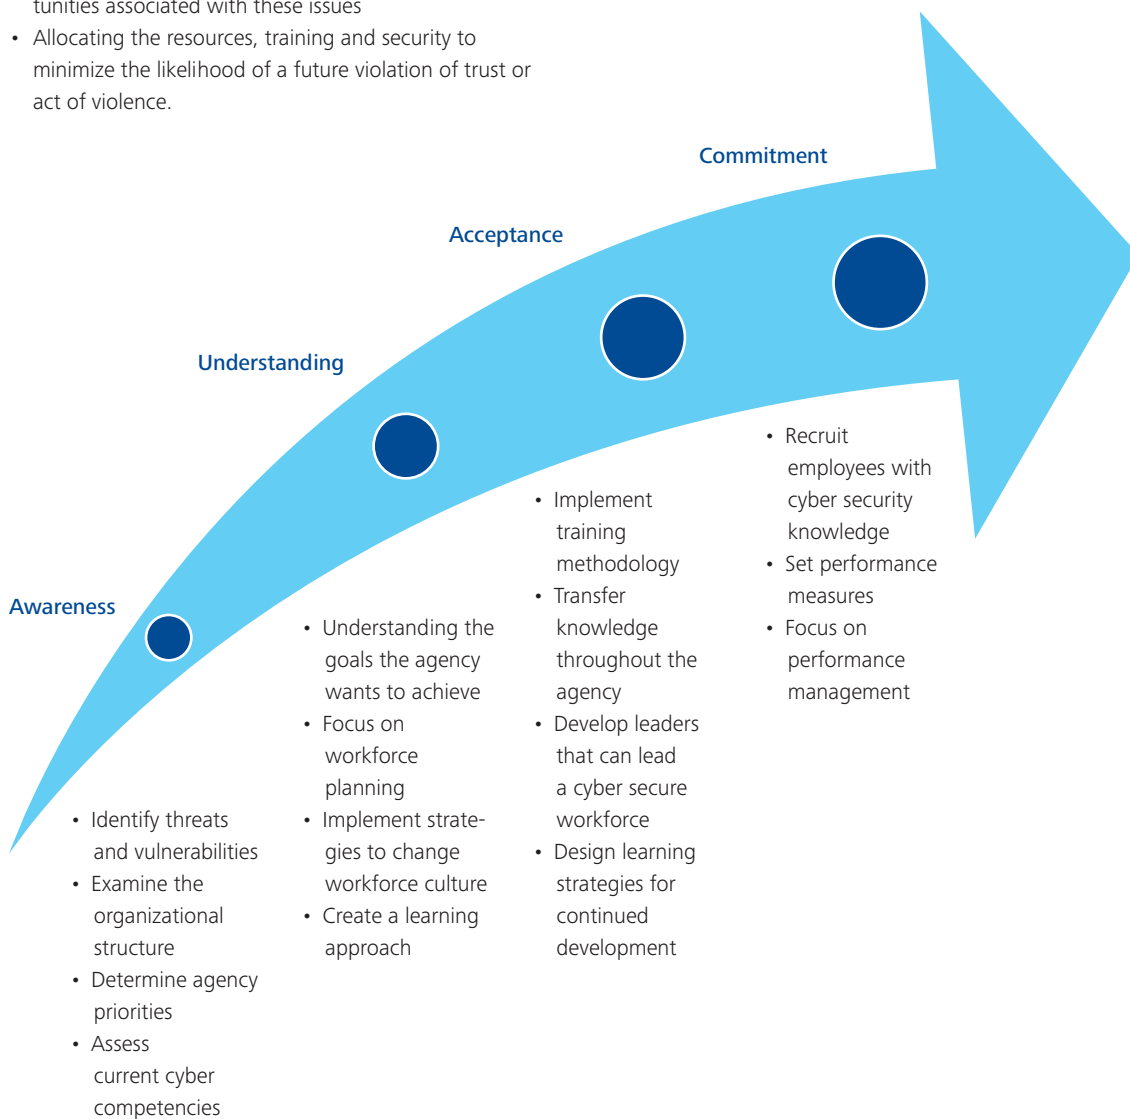 tunities associated with these issues
• Allocating the resources, training and security to
minimize the likelihood of a future violation of trust or
act of violence.
Commitment
Acceptance
Understanding
Awareness
• Identify threats
and vulnerabilities
• Examine the
organizational
structure
• Determine agency
priorities
• Assess
current cyber
competencies
• Understanding the
goals the agency
wants to achieve
• Focus on
workforce
planning
• Implement strate-
gies to change
workforce culture
• Create a learning
approach
• Implement
training
methodology
• Transfer
knowledge
throughout the
agency
• Develop leaders
that can lead
a cyber secure
workforce
• Design learning
strategies for
continued
development
• Recruit
employees with
cyber security
knowledge
• Set performance
measures
• Focus on
performance
management